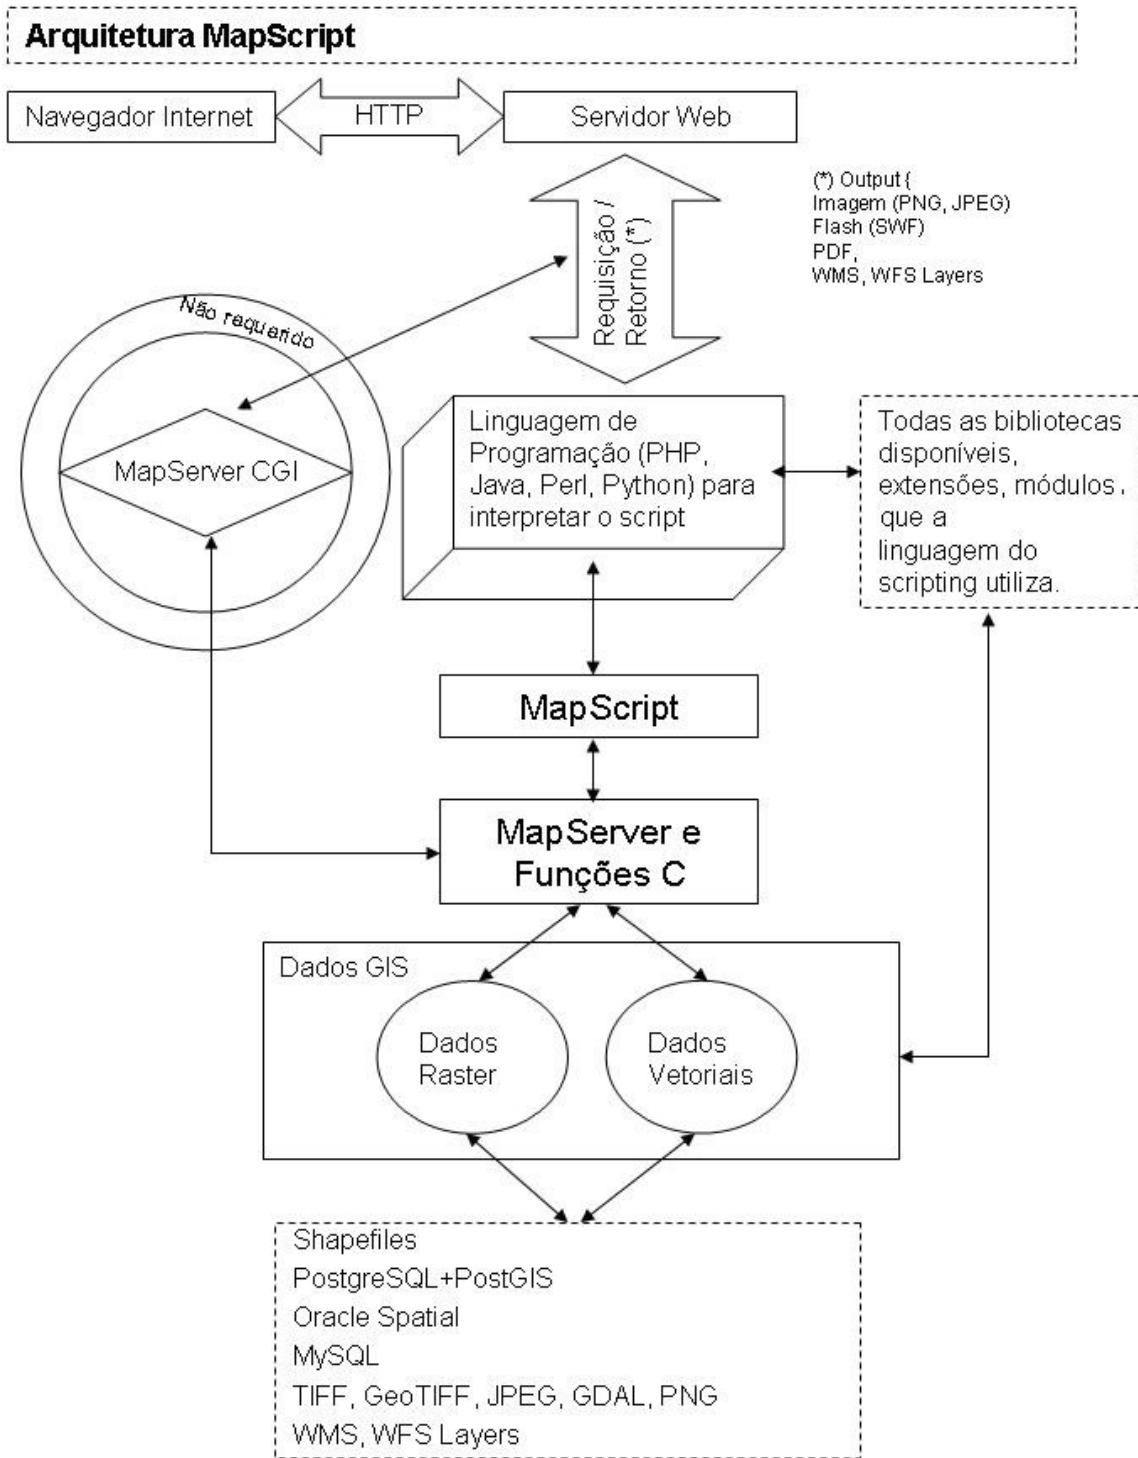 Arquitetura MapScript
Navegador Internet
HTTP
Servidor Web
Requisição /
Retorno (*)
(*) Output {
Imagem (PNG, JPEG)
Flash (SWF)
PDF,
WMS, WFS Layers
Não requerido
MapServer CGI
Linguagem de
Programação (PHP,
Java, Perl, Python) para
interpretar o script
Todas as bibliotecas
disponíveis,
extensões, módulos.
que a
linguagem do
scripting utiliza.
MapScript
MapServer e
Funções C
Dados GIS
Dados
Raster
Dados
Vetoriais
Shapefiles
PostgreSQL+PostGIS
Oracle Spatial
MySQL
TIFF, GeoTIFF, JPEG, GDAL, PNG
WMS, WFS Layers